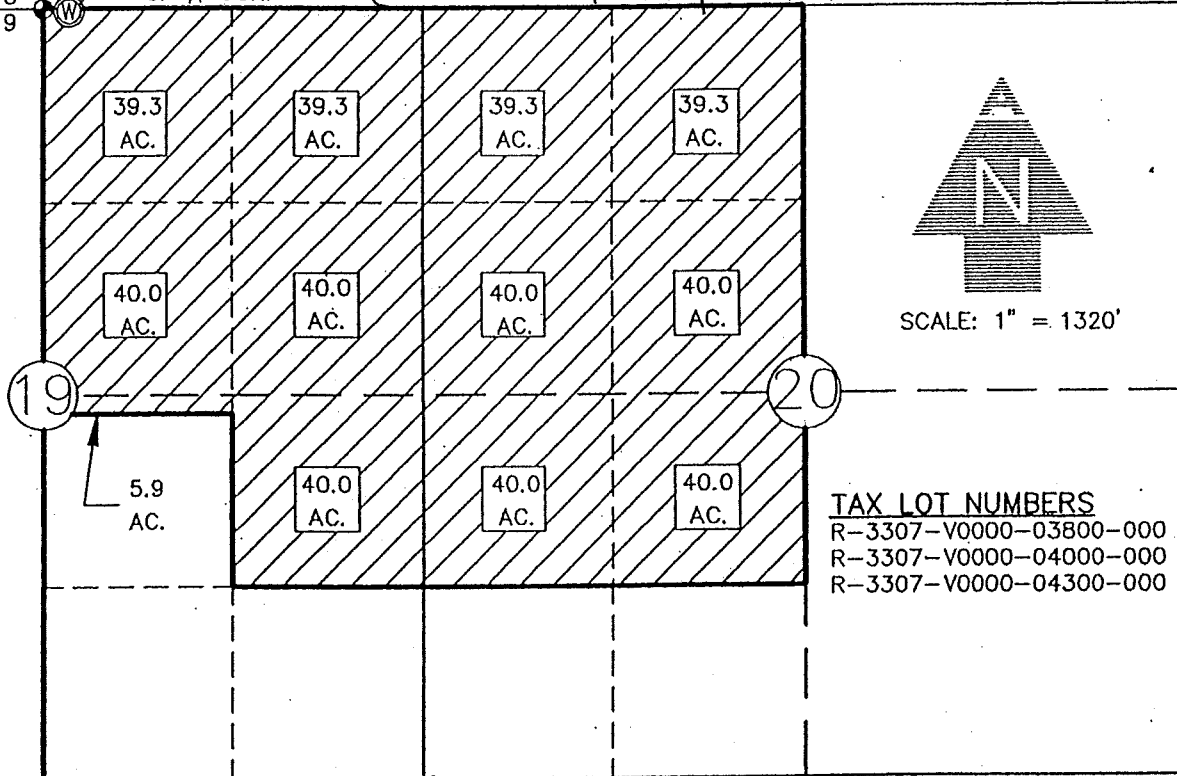 9
W
39.3 39.3 39.3 39.3
AC. AC. AC. AC.
N
40.0 40.0 40.0 40.0
AC. AC. AC. AC.
SCALE: 1" = 1320'
19 20
5.9 40.0 40.0 40.0
AC. AC. AC. AC.
TAX LOT NUMBERS
R-3307-V0000-03800-000
R-3307-V0000-04000-000
R-3307-V0000-04300-000